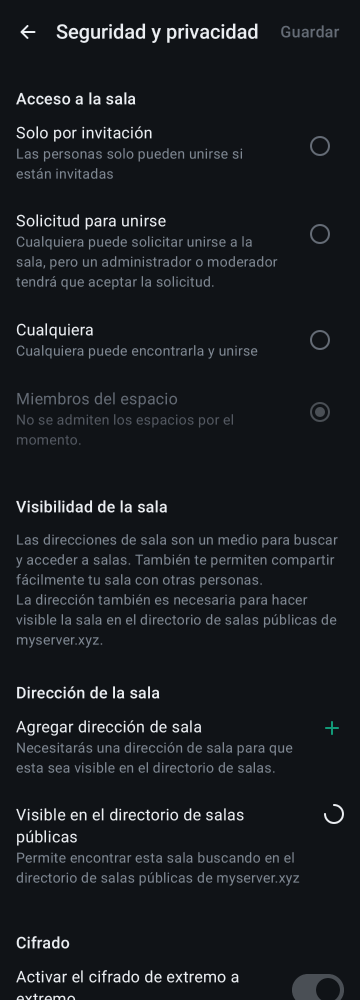 Seguridad y privacidad
Guardar
Acceso a la sala
Solo por invitación
Las personas solo pueden unirse si
están invitadas
Solicitud para unirse
Cualquiera puede solicitar unirse a la
sala, pero un administrador o moderador
tendrá que aceptar la solicitud.
Cualquiera
Cualquiera puede encontrarla y unirse
Miembros del espacio
No se admiten los espacios por el
momento.
Visibilidad de la sala
Las direcciones de sala son un medio para buscar
y acceder a salas. También te permiten compartir
fácilmente tu sala con otras personas.
La dirección también es necesaria para hacer
visible la sala en el directorio de salas públicas de
myserver.xyz.
Dirección de la sala
Agregar dirección de sala
Necesitarás una dirección de sala para que
esta sea visible en el directorio de salas.
Visible en el directorio de salas
públicas
Permite encontrar esta sala buscando en el
directorio de salas públicas de myserver.xyz
Cifrado
Activar el cifrado de extremo a
extremo